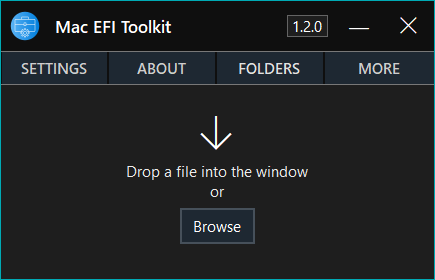 Mac EFI Toolkit 1.2.0
SETTINGS ABOUT FOLDERS MORE
Drop a file into the window
or
Browse